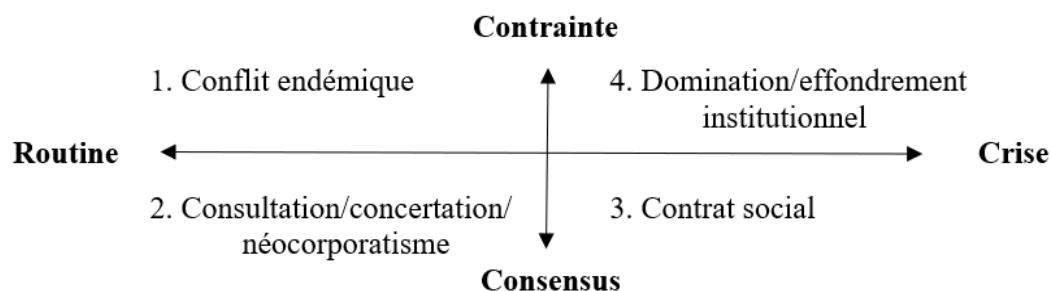 Contrainte
1. Conflit endémique
4. Domination/effondrement
institutionnel
Routine
Crise
2. Consultation/concertation/
néocorporatisme
3. Contrat social
Consensus